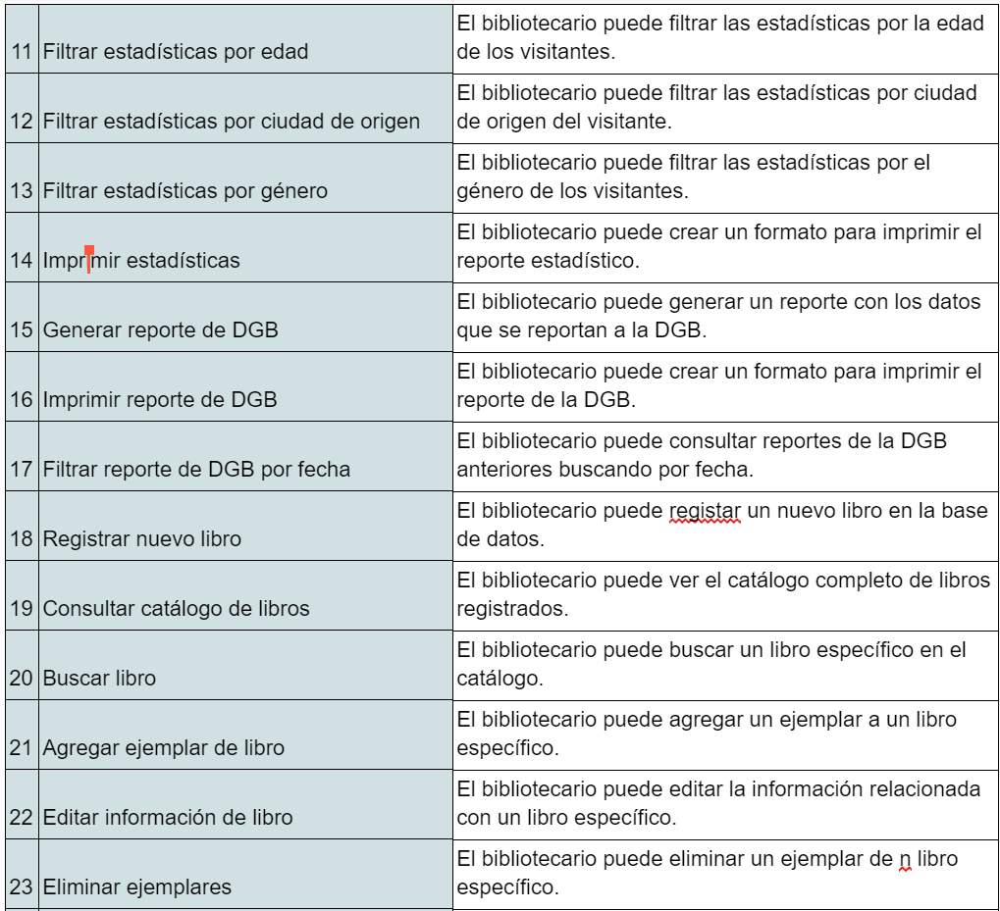 El bibliotecario puede filtrar las estadísticas por la edad
11 Filtrar estadísticas por edad de los visitantes.
El bibliotecario puede filtrar las estadísticas por ciudad
12 Filtrar estadísticas por ciudad de origen de origen del visitante.
El bibliotecario puede filtrar las estadísticas por el
13 Filtrar estadísticas por género género de los visitantes.
El bibliotecario puede crear un formato para imprimir el
14 Imprimir estadísticas reporte estadístico.
El bibliotecario puede generar un reporte con los datos
15 Generar reporte de DGB que se reportan a la DGB.
El bibliotecario puede crear un formato para imprimir el
16 Imprimir reporte de DGB reporte de la DGB.
El bibliotecario puede consultar reportes de la DGB
17 Filtrar reporte de DGB por fecha anteriores buscando por fecha.
El bibliotecario puede registar un nuevo libro en la base
18 Registrar nuevo libro de datos.
El bibliotecario puede ver el catálogo completo de libros
19 Consultar catálogo de libros registrados.
El bibliotecario puede buscar un libro específico en el
20 Buscar libro catálogo.
El bibliotecario puede agregar un ejemplar a un libro
21 Agregar ejemplar de libro específico.
El bibliotecario puede editar la información relacionada
22 Editar información de libro con un libro específico.
El bibliotecario puede eliminar un ejemplar de n libro
23 Eliminar ejemplares específico.